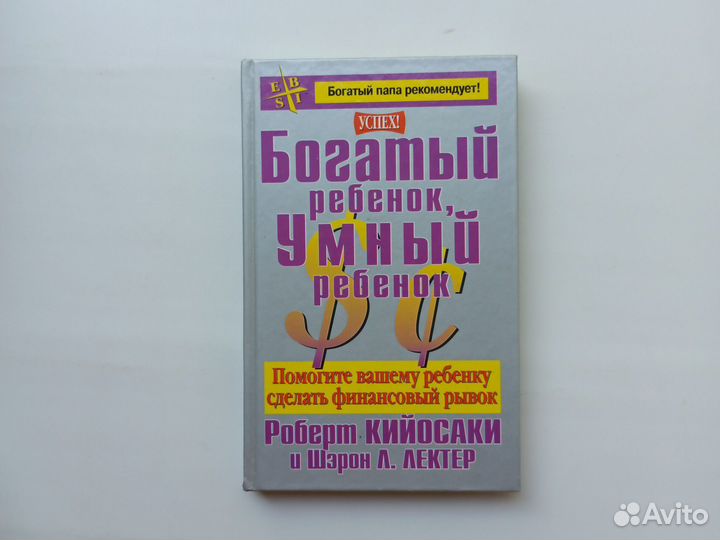 E B
S I
Богатый папа рекомендует!
УСПЕХ!
Богатый
ребенок,
Умный
ребенок
$ ¢
Помогите вашему ребенку
сделать финансовый рывок
Роберт КИЙОСАКИ
и Шэрон Л. ЛЕКТЕР
Avito